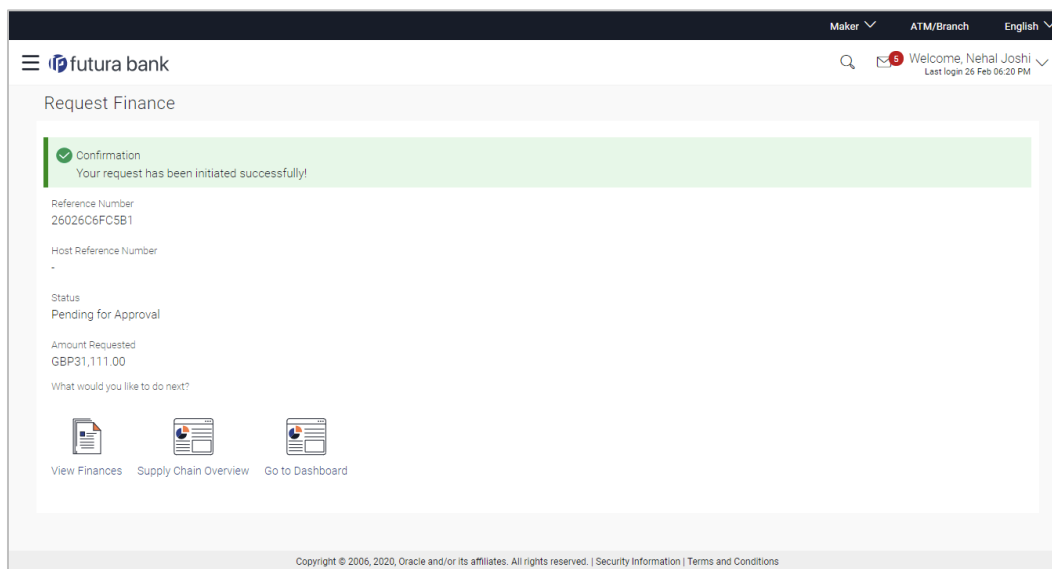 Maker ATM/Branch English
futura bank
5
Welcome, Nehal Joshi
Last login 26 Feb 06:20 PM
Request Finance
Confirmation
Your request has been initiated successfully!
Reference Number
26026C6FC5B1
Host Reference Number
-
Status
Pending for Approval
Amount Requested
GBP31,111.00
What would you like to do next?
View Finances Supply Chain Overview Go to Dashboard
Copyright © 2006, 2020, Oracle and/or its affiliates. All rights reserved. | Security Information | Terms and Conditions